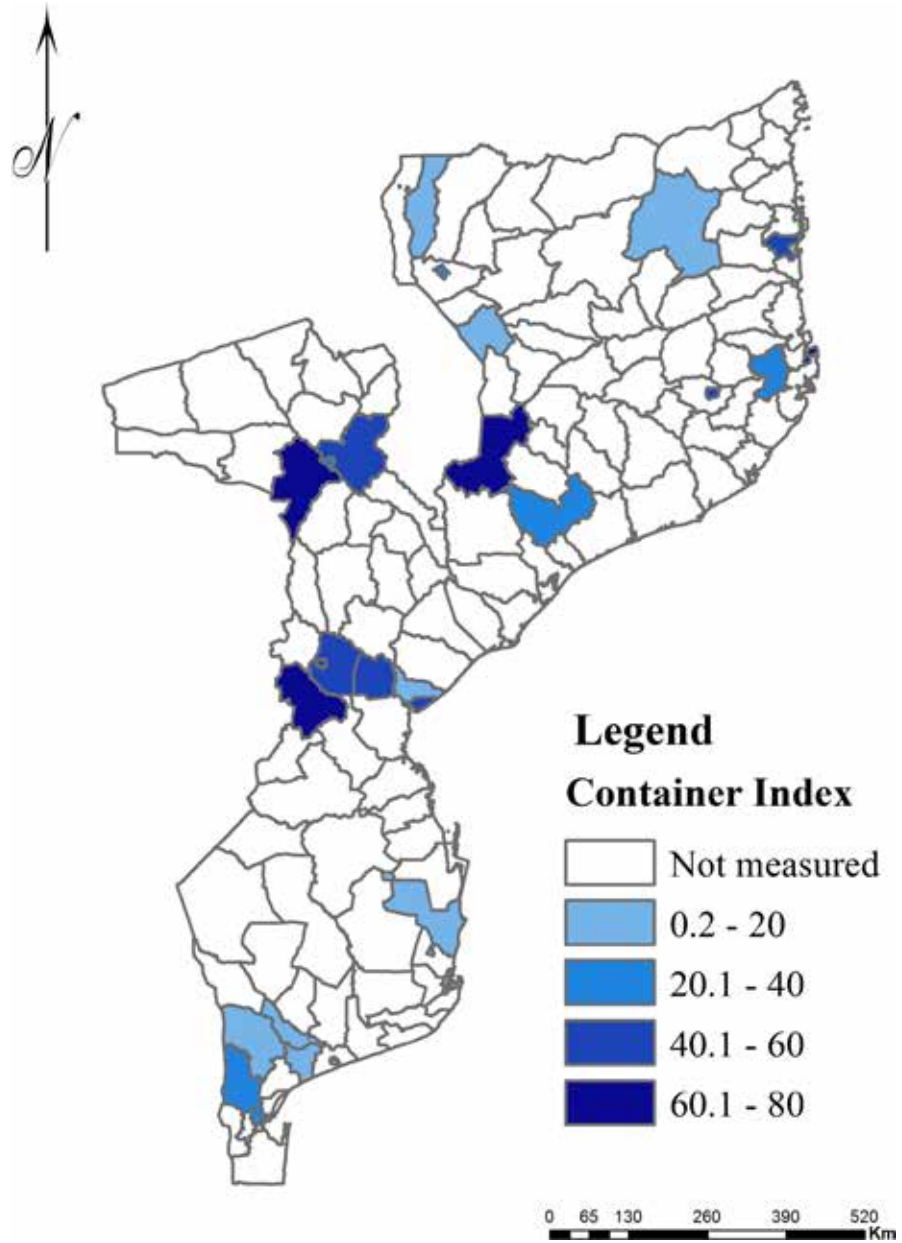 N
Legend
Container Index
Not measured
0.2 - 20
20.1 - 40
40.1 - 60
60.1 - 80
0 65 130 260 390 520
Km